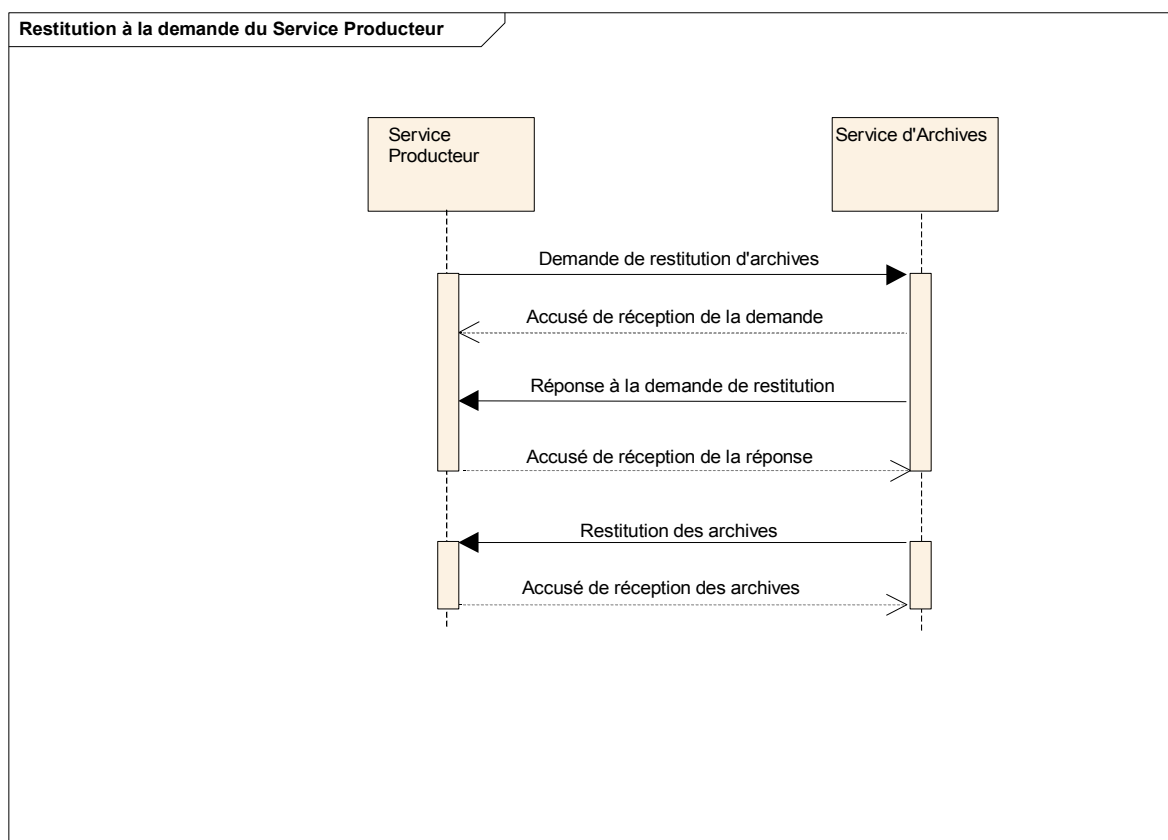 Restitution à la demande du Service Producteur
Service
Producteur
Service d'Archives
Demande de restitution d'archives
Accusé de réception de la demande
Réponse à la demande de restitution
Accusé de réception de la réponse
Restitution des archives
Accusé de réception des archives